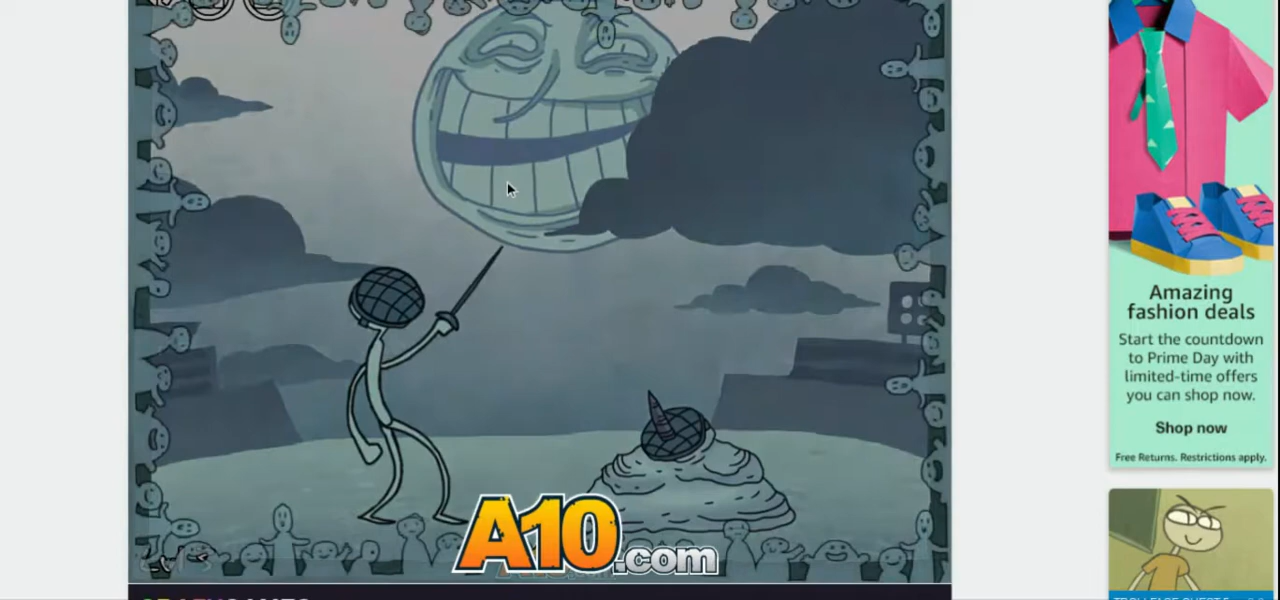 A10.com
Amazing
fashion deals
Start the countdown
to Prime Day with
limited-time offers
you can shop now.
Shop now
Free Returns. Restrictions apply.